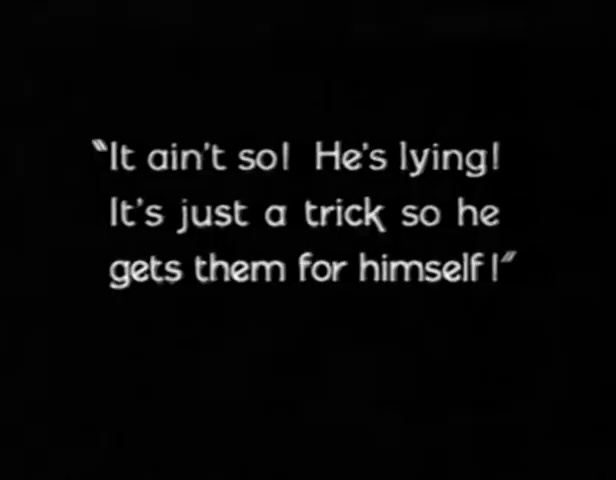 "It ain't so! He's lying!
It's just a trick so he
gets them for himself!"